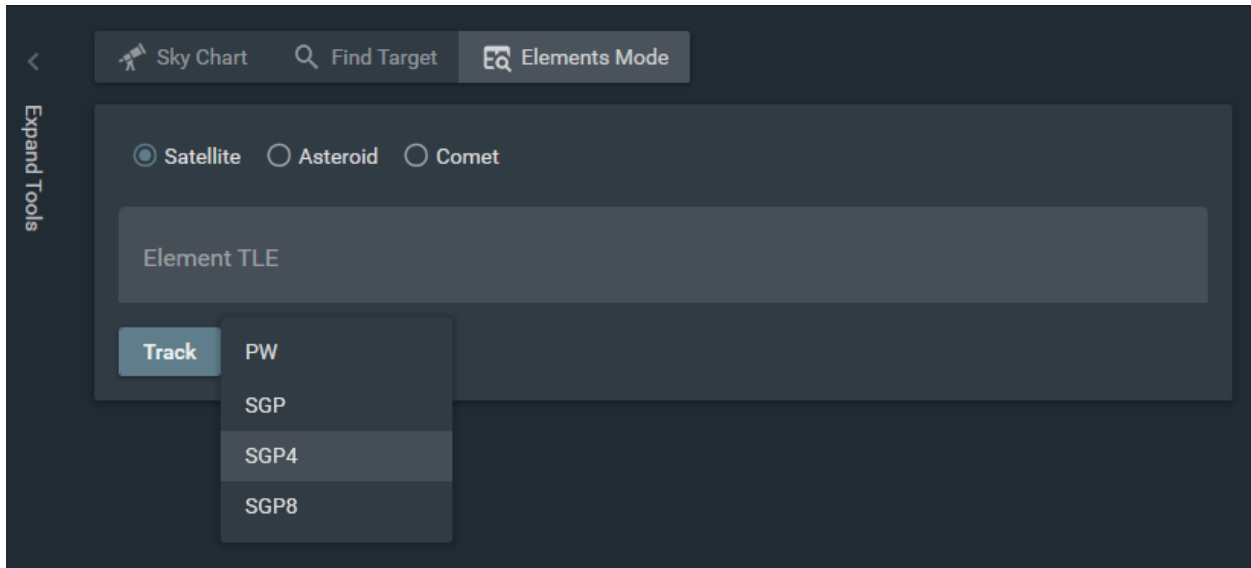 Sky Chart Find Target Elements Mode
Expand Tools
Satellite Asteroid Comet
Element TLE
Track
PW
SGP
SGP4
SGP8